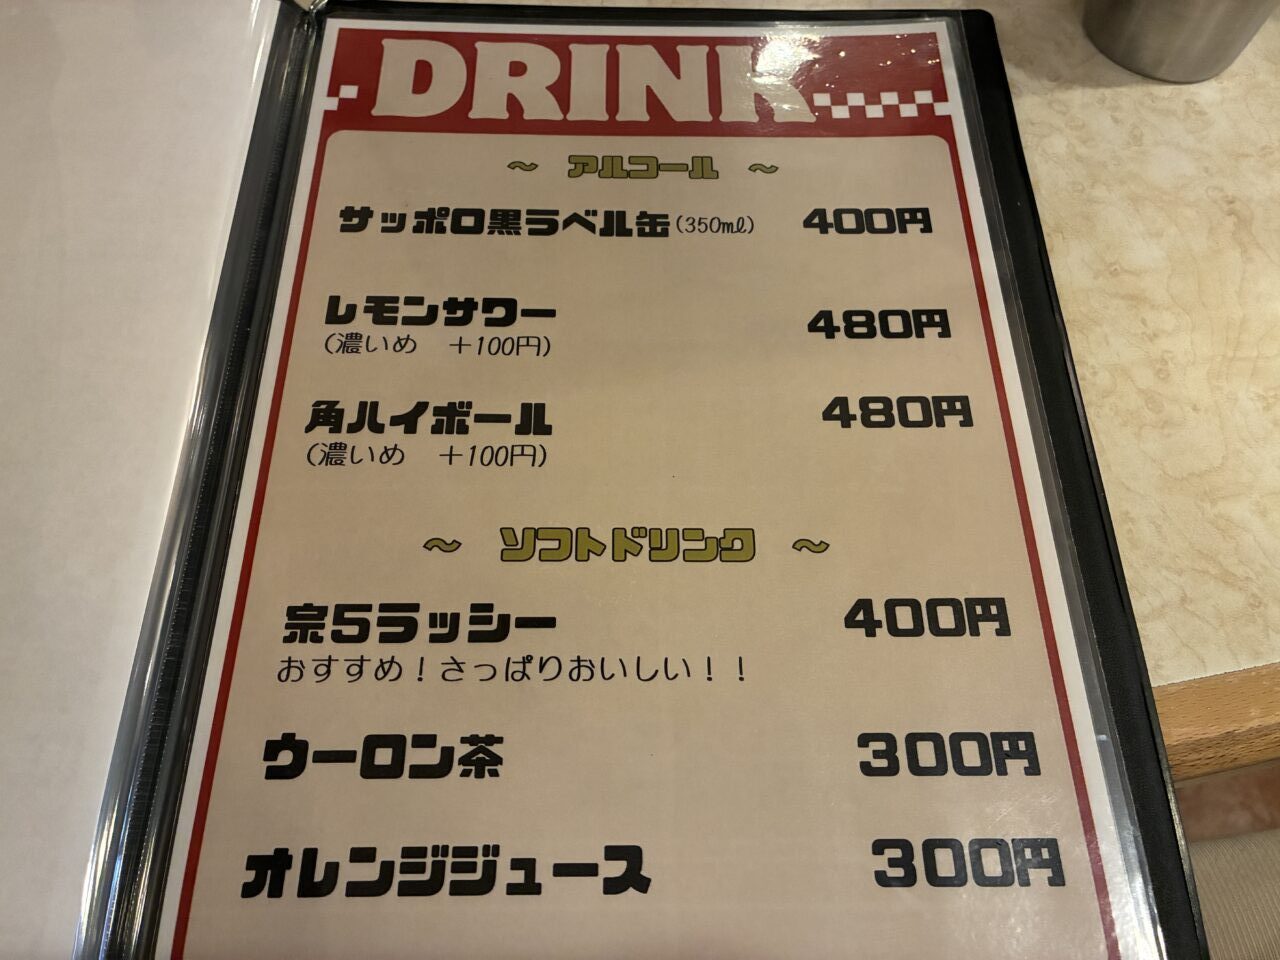 DRINK
～ アルコール ～
サッポロ黒ラベル缶(350㎖) 400円
レモンサワー 480円
(濃いめ ＋100円)
角ハイボール 480円
(濃いめ ＋100円)
～ ソフトドリンク ～
宗5ラッシー 400円
おすすめ！さっぱりおいしい！！
ウーロン茶 300円
オレンジジュース 300円